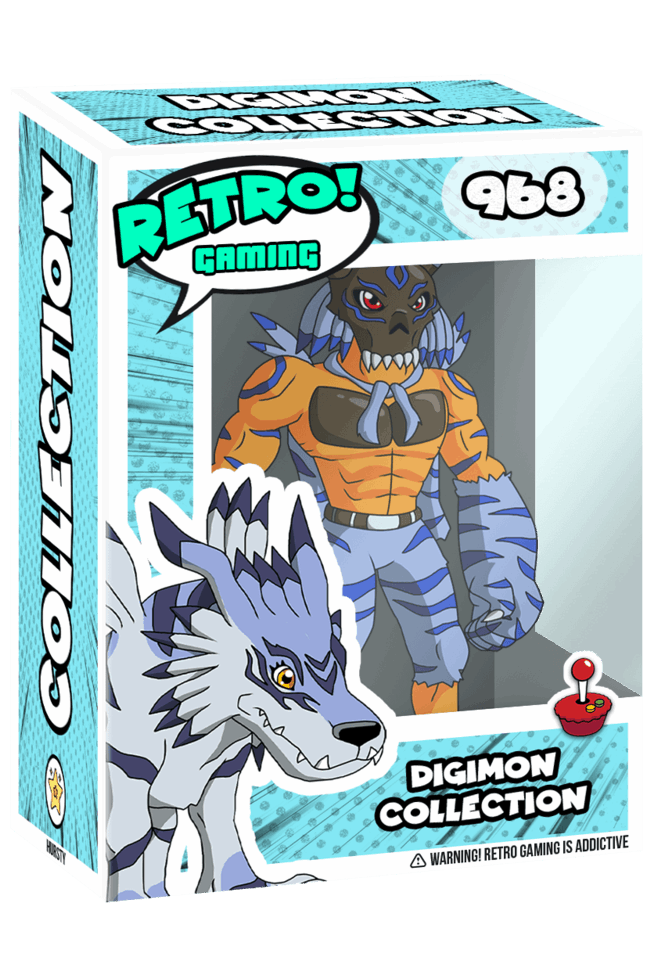 DIGIMON
COLLECTION
COLLECTION
RETRO!
GAMING
968
DIGIMON
COLLECTION
WARNING! RETRO GAMING IS ADDICTIVE
HURSTY